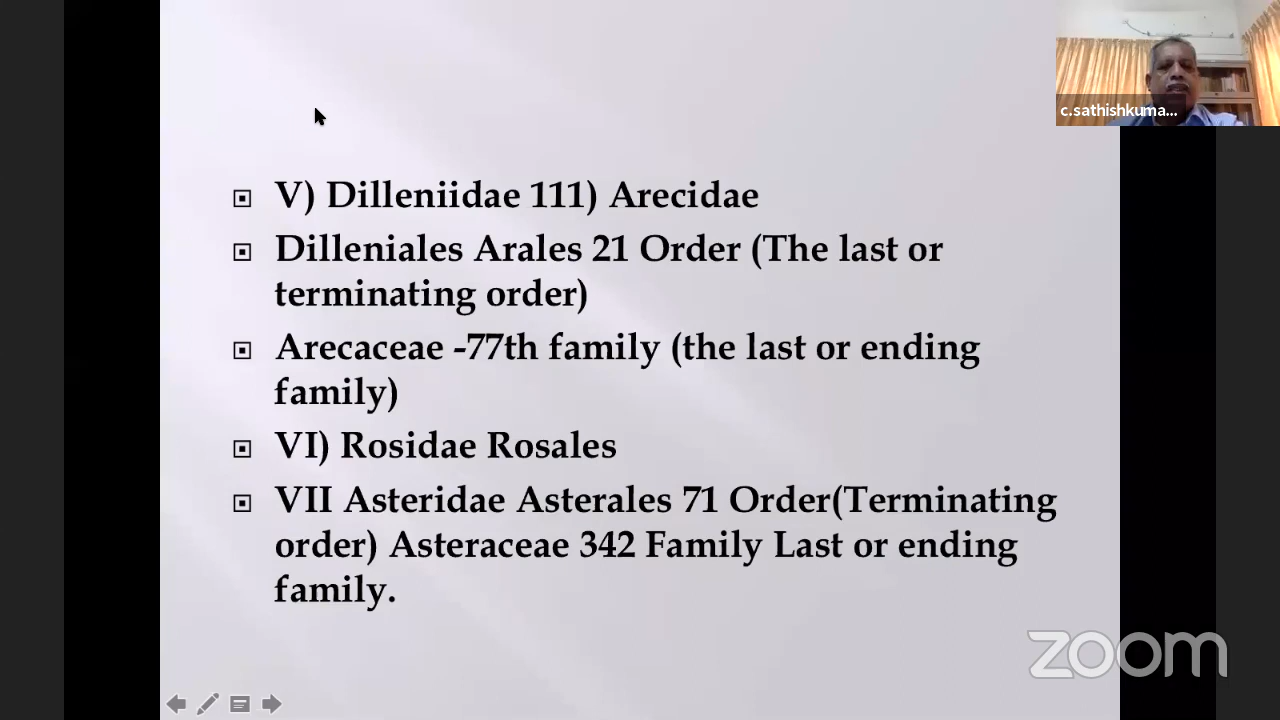 c.sathishkuma...
V) Dilleniidae 111) Arecidae
Dilleniales Arales 21 Order (The last or
terminating order)
Arecaceae -77th family (the last or ending
family)
VI) Rosidae Rosales
VII Asteridae Asterales 71 Order(Terminating
order) Asteraceae 342 Family Last or ending
family.
zoom